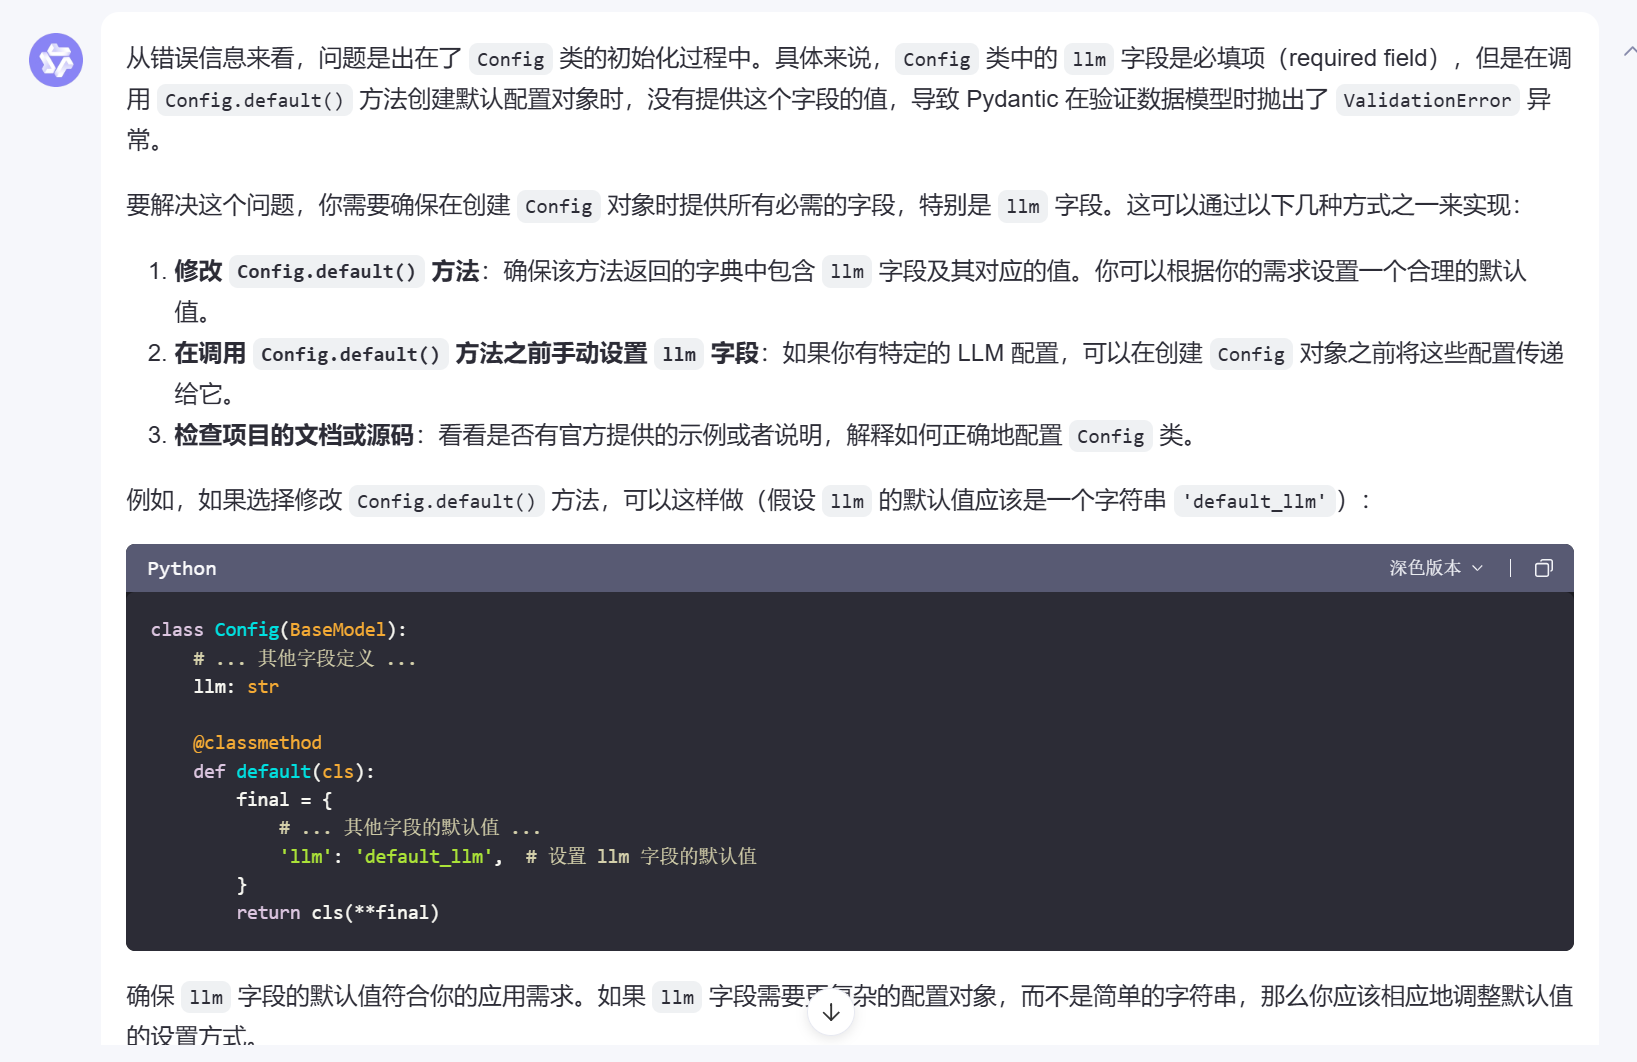 从错误信息来看，问题是出在了 Config 类的初始化过程中。具体来说， Config 类中的 llm 字段是必填项（required field），但是在调
用 Config.default() 方法创建默认配置对象时，没有提供这个字段的值，导致 Pydantic 在验证数据模型时抛出了 ValidationError 异
常。
要解决这个问题，你需要确保在创建 Config 对象时提供所有必需的字段，特别是 llm 字段。这可以通过以下几种方式之一来实现：
1. 修改 Config.default() 方法：确保该方法返回的字典中包含 llm 字段及其对应的值。你可以根据你的需求设置一个合理的默认
值。
2. 在调用 Config.default() 方法之前手动设置 llm 字段：如果你有特定的 LLM 配置，可以在创建 Config 对象之前将这些配置传递
给它。
3. 检查项目的文档或源码：看看是否有官方提供的示例或者说明，解释如何正确地配置 Config 类。
例如，如果选择修改 Config.default() 方法，可以这样做（假设 llm 的默认值应该是一个字符串 'default_llm'）：
Python 深色版本
class Config(BaseModel):
    # ... 其他字段定义 ...
    llm: str
    @classmethod
    def default(cls):
        final = {
            # ... 其他字段的默认值 ...
            'llm': 'default_llm',  # 设置 llm 字段的默认值
        }
        return cls(**final)
确保 llm 字段的默认值符合你的应用需求。如果 llm 字段需要更复杂的配置对象，而不是简单的字符串，那么你应该相应地调整默认值
的设置方式。